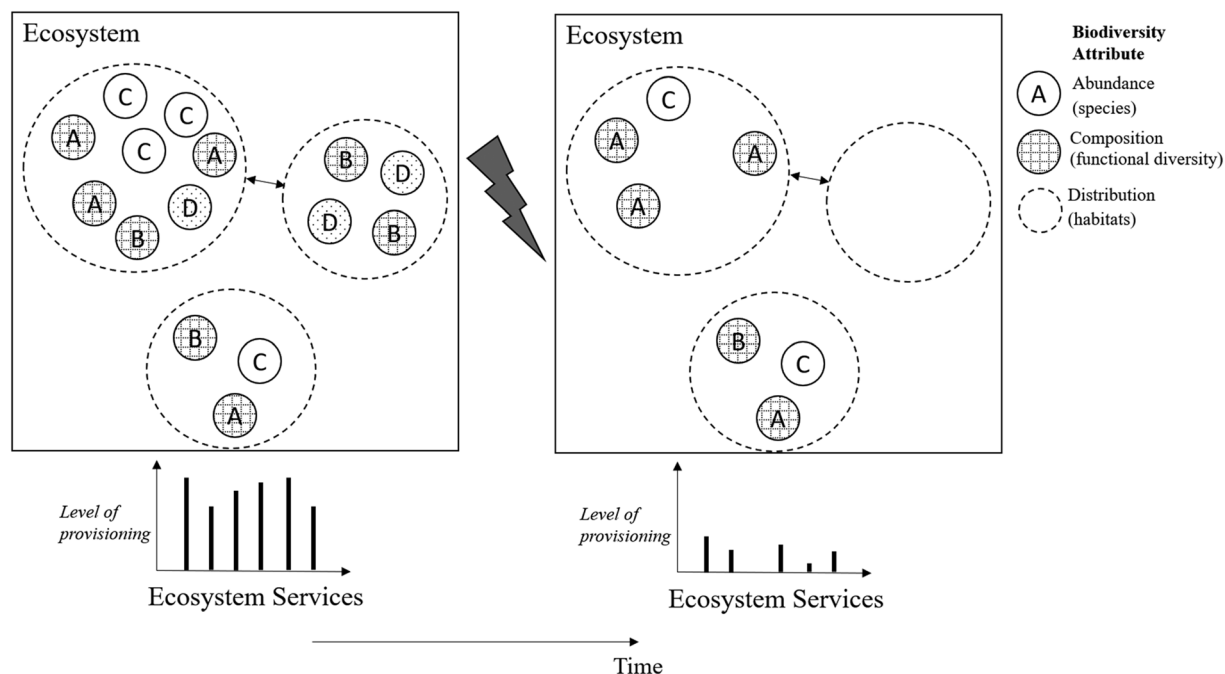 Ecosystem
C
C
A
C
A
A
D
B
B
D
D
B
B
C
A
Level of
provisioning
Ecosystem Services
Ecosystem
C
A
A
A
B
C
A
Level of
provisioning
Ecosystem Services
Biodiversity
Attribute
A
Abundance
(species)
Composition
(functional diversity)
Distribution
(habitats)
Time